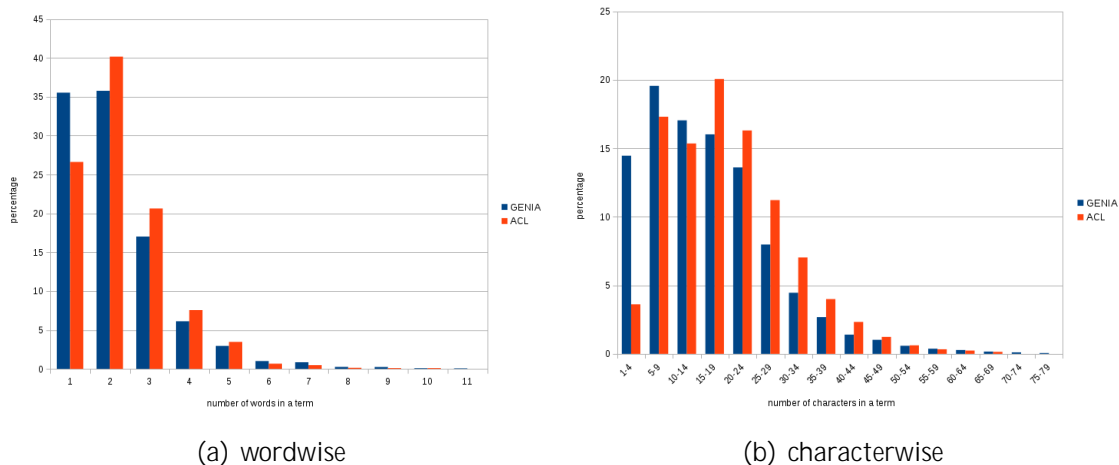 45
40
35
30
25
20
15
10
5
0
percentage
1 2 3 4 5 6 7 8 9 10 11
number of words in a term
GENIA
ACL
(a) wordwise
25
20
15
10
5
0
percentage
1-4 5-9 10-14 15-19 20-24 25-29 30-34 35-39 40-44 45-49 50-54 55-59 60-64 65-69 70-74 75-79
number of characters in a term
GENIA
ACL
(b) characterwise